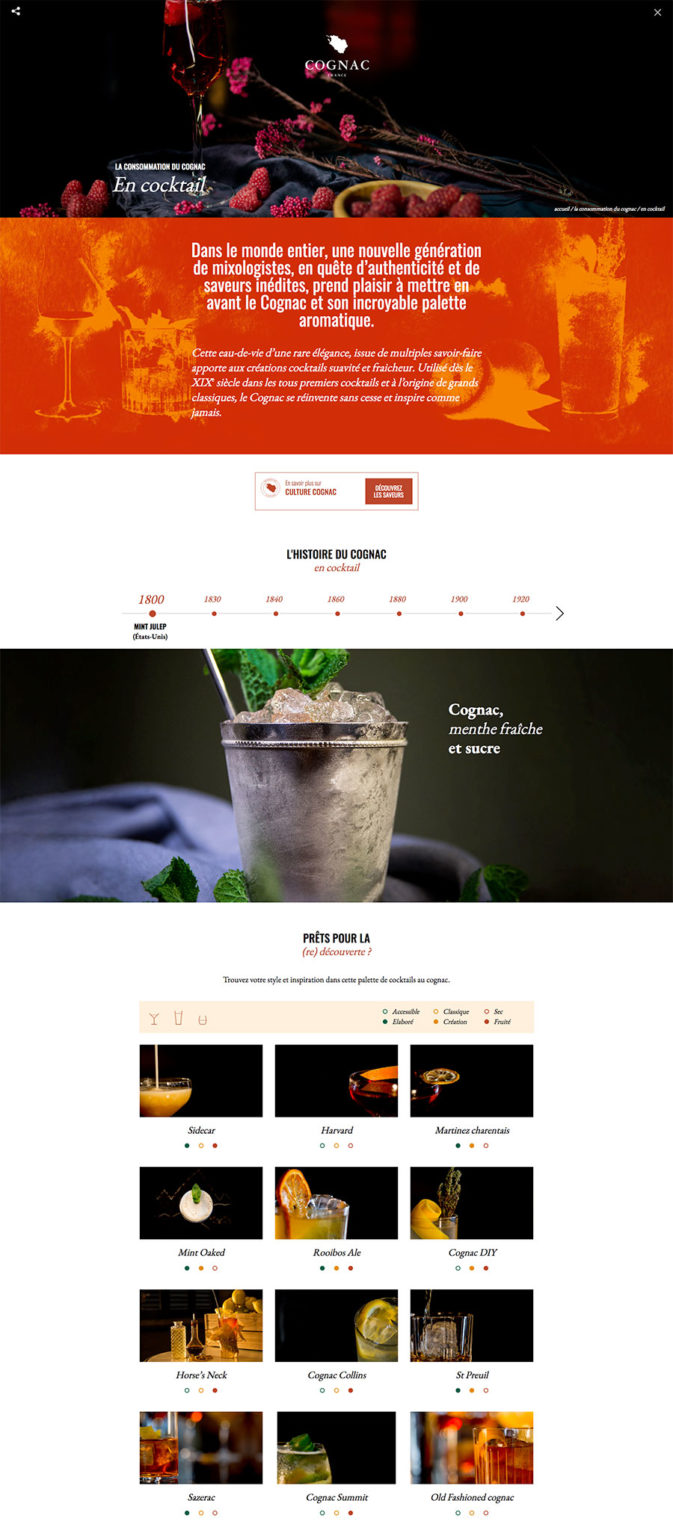 COGNAC
FRANCE
LA CONSOMMATION DU COGNAC
En cocktail
accueil / la consommation du cognac / en cocktail
Dans le monde entier, une nouvelle génération
de mixologistes, en quête d'authenticité et de
saveurs inédites, prend plaisir à mettre en
avant le Cognac et son incroyable palette
aromatique.
Cette eau-de-vie d'une rare élégance, issue de multiples savoir-faire
apporte aux créations cocktails suavité et fraicheur. Utilisé dès le
XIXe siècle dans les tous premiers cocktails et à l'origine de grands
classiques, le Cognac se réinvente sans cesse et inspire comme
jamais.
En savoir plus sur
CULTURE COGNAC
DÉCOUVREZ
LES SAVEURS
L'HISTOIRE DU COGNAC
en cocktail
1800 1830 1840 1860 1880 1900 1920
MINT JULEP
(États-Unis)
Cognac,
menthe fraîche
et sucre
PRÊTS POUR LA
(re) découverte ?
Trouvez votre style et inspiration dans cette palette de cocktails au cognac.
Accessible Classique Sec
Elaboré Création Fruité
Sidecar Harvard Martinez charentais
Mint Oaked Rooibos Ale Cognac DIY
Horse's Neck Cognac Collins St Preuil
Sazerac Cognac Summit Old Fashioned cognac